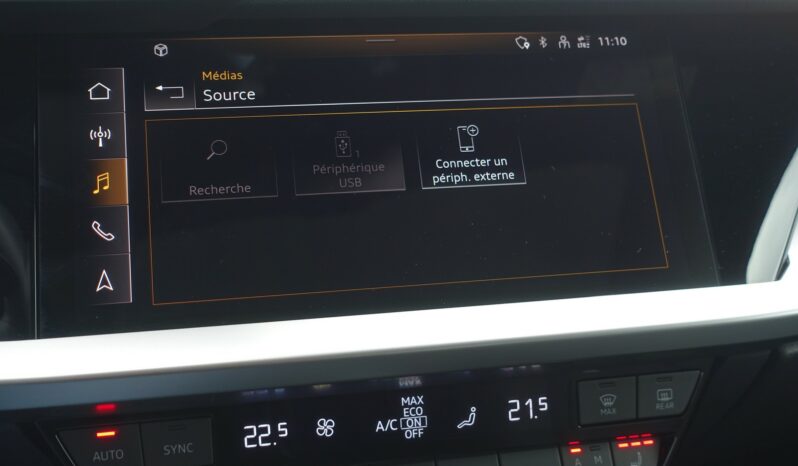 11:10
Médias
Source
Recherche
1
Périphérique
USB
Connecter un
périph. externe
AUTO
SYNC
22.5
A/C
MAX
ECO
ON
OFF
21.5
MAX
REAR
A M